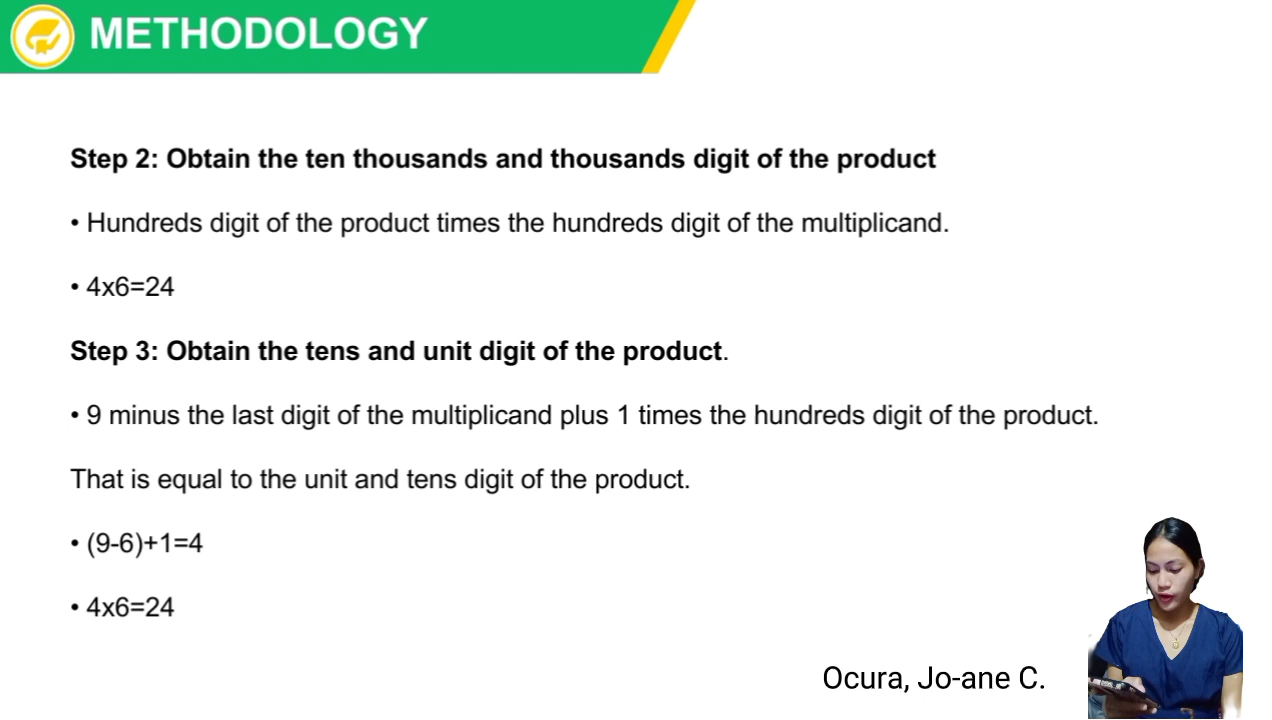 METHODOLOGY
Step 2: Obtain the ten thousands and thousands digit of the product
• Hundreds digit of the product times the hundreds digit of the multiplicand.
• 4x6=24
Step 3: Obtain the tens and unit digit of the product.
• 9 minus the last digit of the multiplicand plus 1 times the hundreds digit of the product.
That is equal to the unit and tens digit of the product.
• (9-6)+1=4
• 4x6=24
Ocura, Jo-ane C.